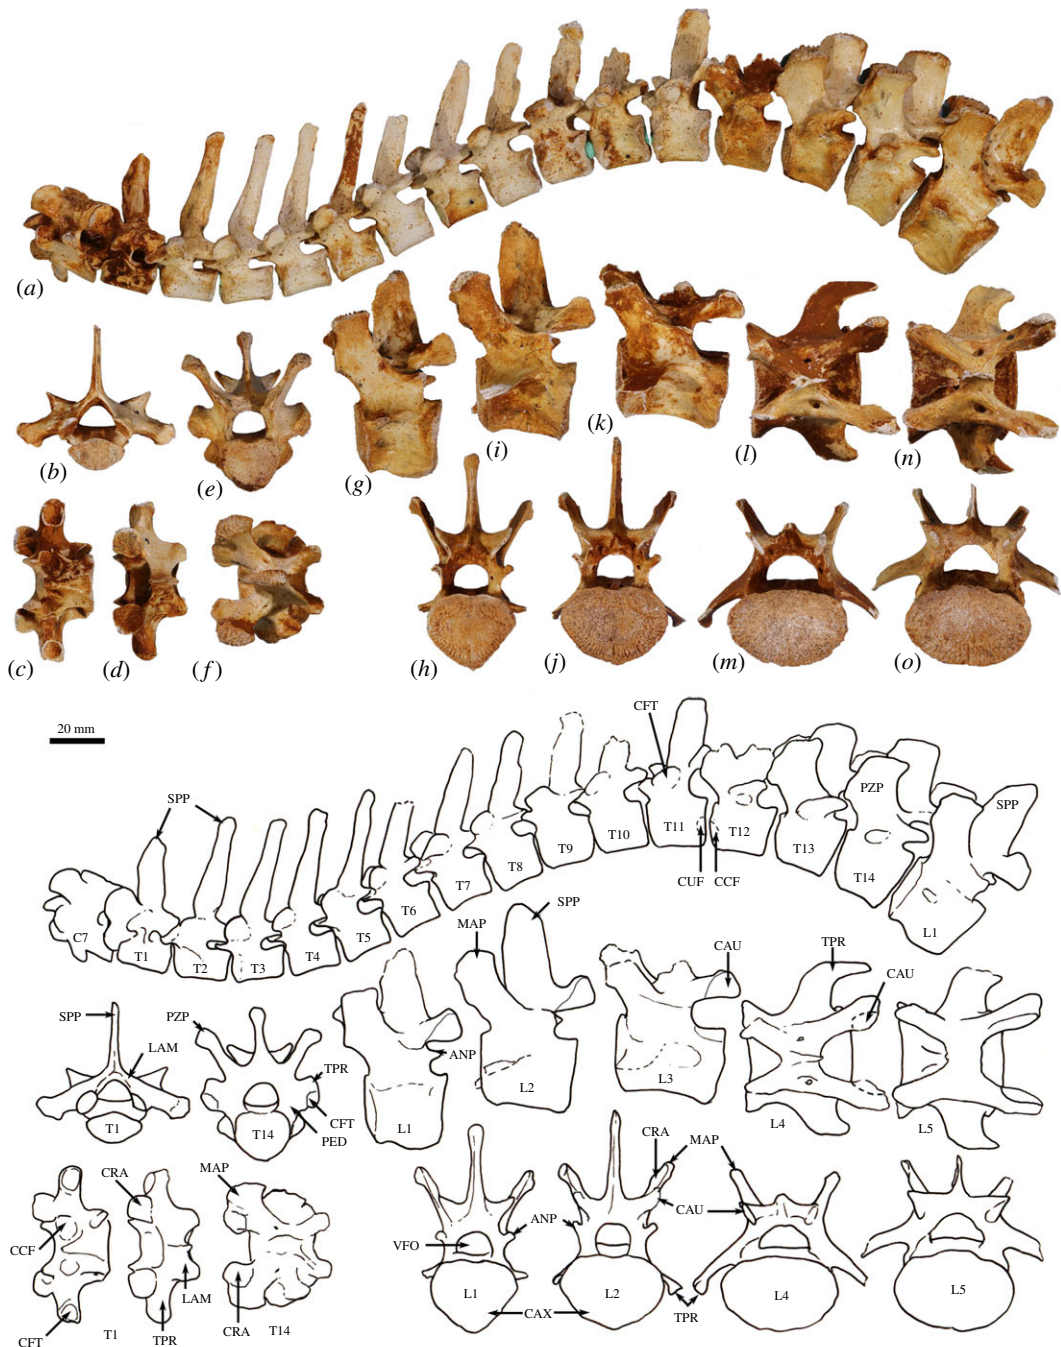 (a)
(b)
(e)
(g)
(i)
(k)
(l)
(n)
(c)
(d)
(f)
(h)
(j)
(m)
(o)
20 mm
CFT
SPP
PZP
SPP
C7
T1
T2
T3
T4
T5
T6
T7
T8
T9
T10
T11
T12
T13
T14
L1
CUF
CCF
SPP
MAP
CAU
TPR
CAU
SPP
PZP
LAM
TPR
ANP
CFT
PED
T1
T14
L1
L2
L3
L4
L5
CRA
MAP
CRA
MAP
CCF
ANP
CAU
VFO
LAM
L1
L2
L4
L5
CAX
TPR
CFT
T1
TPR
CRA
T14